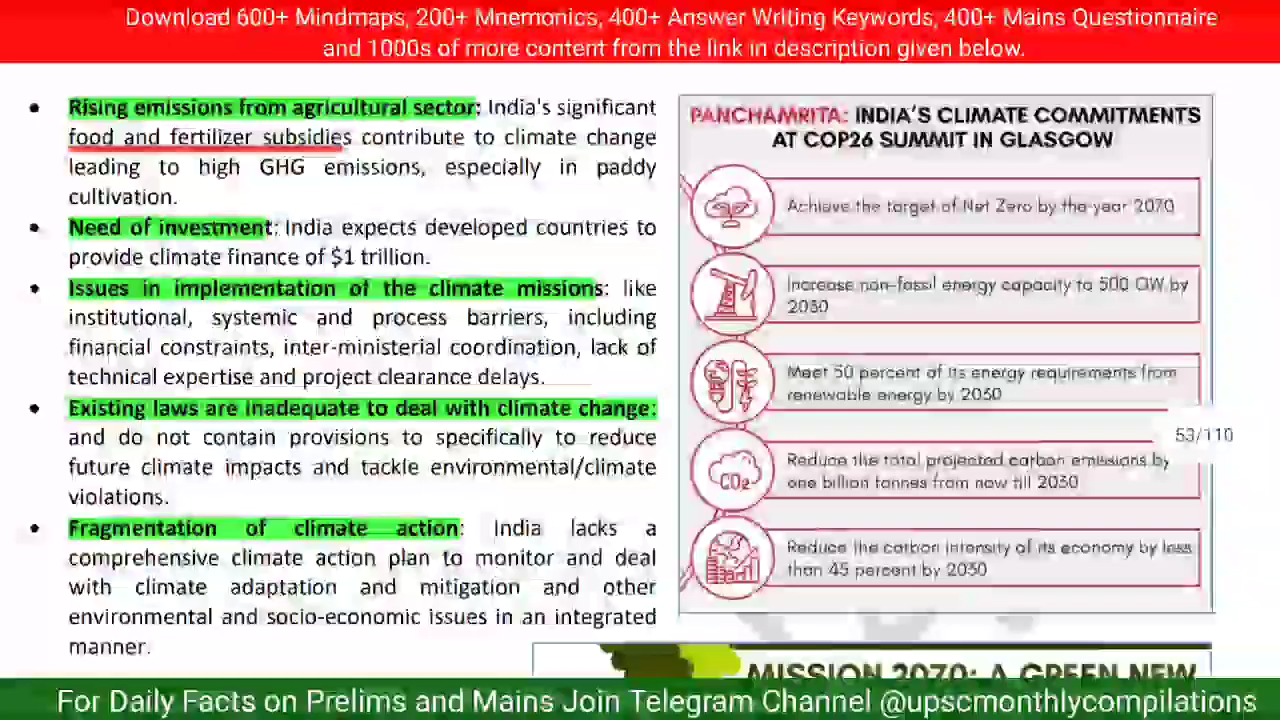 Download 600+ Mindmaps, 200+ Mnemonics, 400+ Answer Writing Keywords, 400+ Mains Questionnaire
and 1000s of more content from the link in description given below.
• Rising emissions from agricultural sector: India's significant
food and fertilizer subsidies contribute to climate change
leading to high GHG emissions, especially in paddy
cultivation.
• Need of investment: India expects developed countries to
provide climate finance of $1 trillion.
• Issues in implementation of the climate missions: like
institutional, systemic and process barriers, including
financial constraints, inter-ministerial coordination, lack of
technical expertise and project clearance delays.
• Existing laws are inadequate to deal with climate change:
and do not contain provisions to specifically to reduce
future climate impacts and tackle environmental/climate
violations.
• Fragmentation of climate action: India lacks a
comprehensive climate action plan to monitor and deal
with climate adaptation and mitigation and other
environmental and socio-economic issues in an integrated
manner.
PANCHAMRITA: INDIA'S CLIMATE COMMITMENTS
AT COP26 SUMMIT IN GLASGOW
Achieve the target of Net Zero by the year 2070
Increase non-fossil energy capacity to 500 GW by
2030
Meet 50 percent of its energy requirements from
renewable energy by 2030
53/110
CO2
Reduce the total projected carbon emissions by
one billion tonnes from now till 2030
Reduce the carbon intensity of its economy by less
than 45 percent by 2030
MISSION 2070: A GREEN NEW
For Daily Facts on Prelims and Mains Join Telegram Channel @upscmonthlycompilations